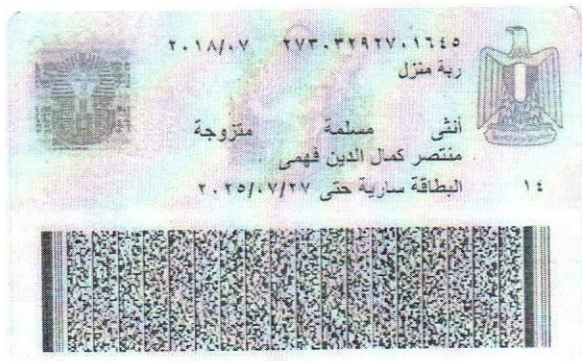 ٢٧٣٠٣٢٩٢٧٠١٦٤٥ ٢٠١٨/٠٧
ربة منزل
أنثى مسلمة متزوجة
منتصر كمال الدين فهمى
البطاقة سارية حتى ٢٠٢٥/٠٧/٢٧
١٤